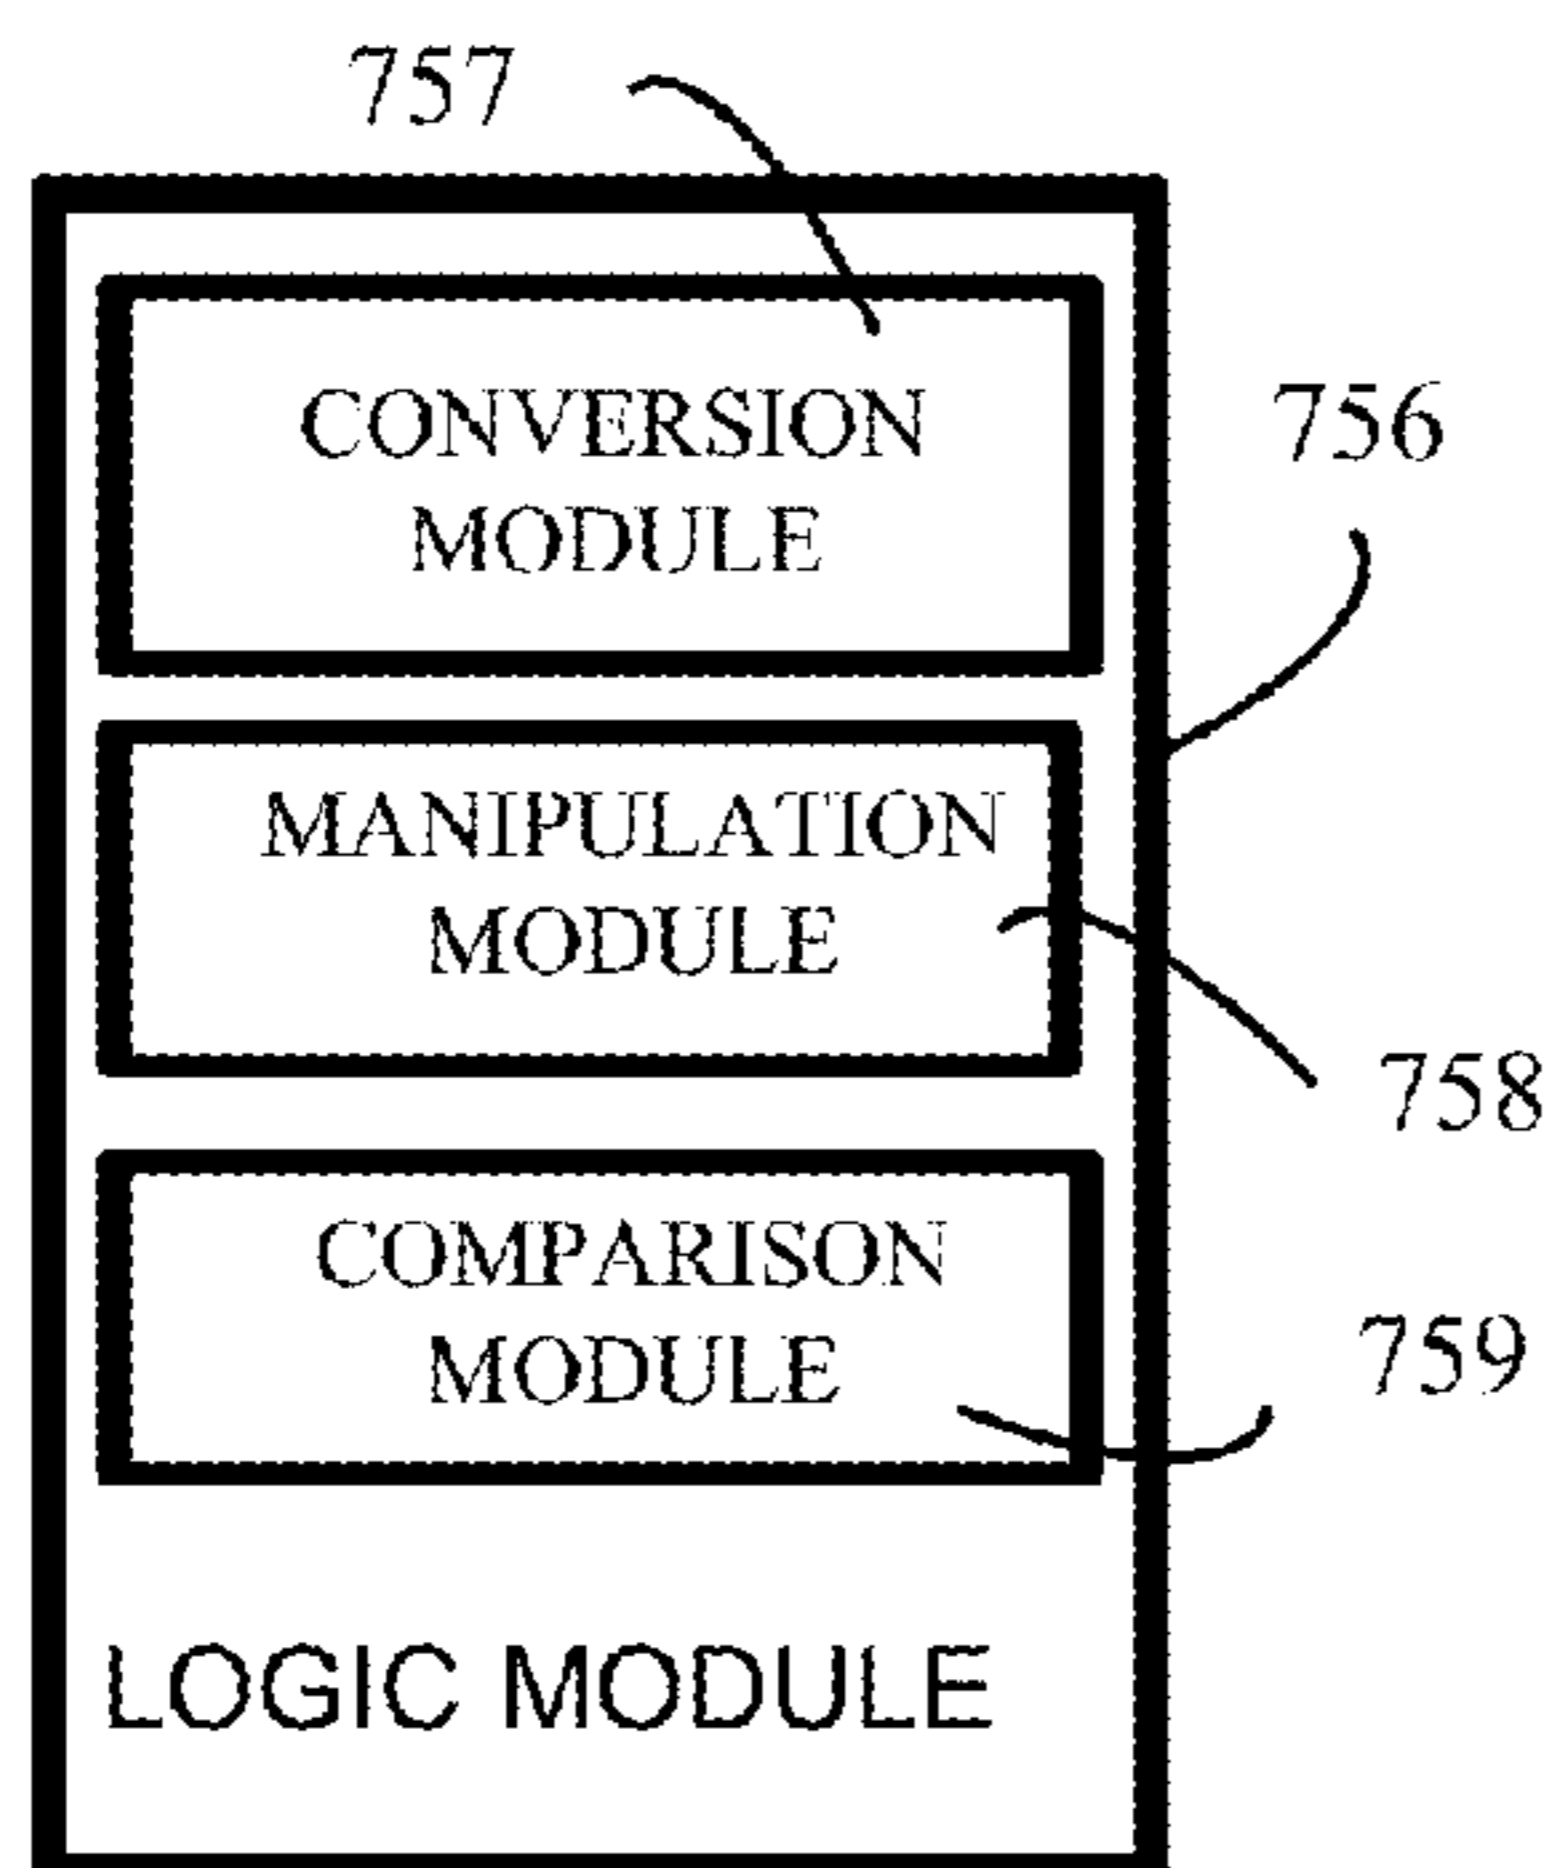 757
CONVERSION
MODULE
756
MANIPULATION
MODULE
758
COMPARISON
MODULE
759
LOGIC MODULE